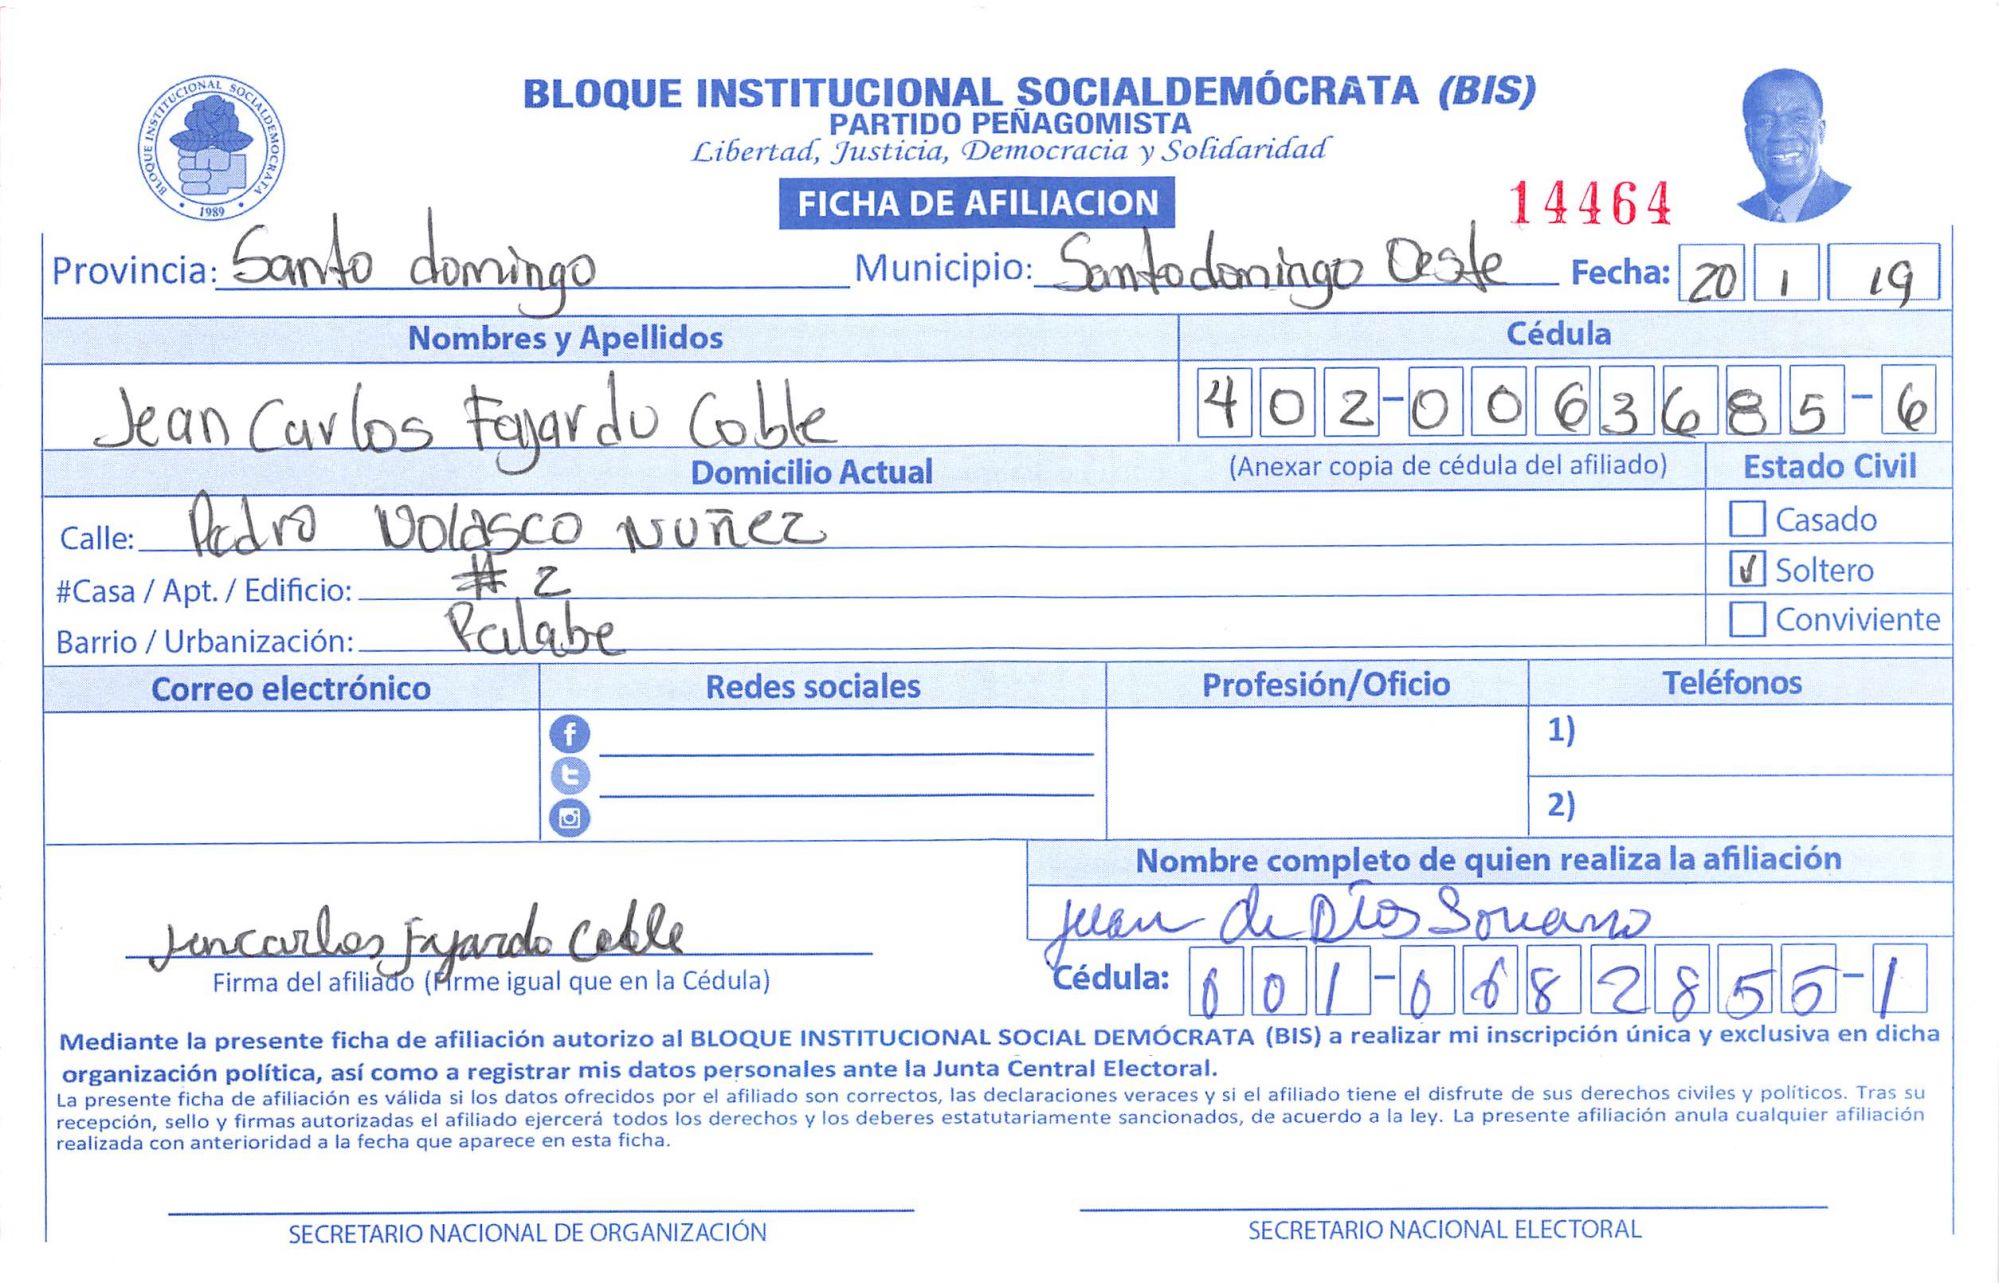 BLOQUE INSTITUCIONAL SOCIALDEMOCRATA
1989
BLOQUE INSTITUCIONAL SOCIALDEMÓCRATA (BIS)
PARTIDO PEÑAGOMISTA
Libertad, Justicia, Democracia y Solidaridad
FICHA DE AFILIACION
14464
Provincia: Santo domingo Municipio: Santo domingo Oeste Fecha: 20 1 19
Nombres y Apellidos Cédula
Jean Carlos Fajardo Coble 402-0063685-6
Domicilio Actual (Anexar copia de cédula del afiliado) Estado Civil
Calle: Pedro Volasco Nuñez Casado
#Casa / Apt. / Edificio: # 2 Soltero
Barrio / Urbanización: Palabe Conviviente
Correo electrónico Redes sociales Profesión/Oficio Teléfonos
1)
2)
Nombre completo de quien realiza la afiliación
Juan de Dios Soriano
Jencarlos Fajardo Coble
Firma del afiliado (Firme igual que en la Cédula) Cédula: 001-0682855-1
Mediante la presente ficha de afiliación autorizo al BLOQUE INSTITUCIONAL SOCIAL DEMÓCRATA (BIS) a realizar mi inscripción única y exclusiva en dicha
organización política, así como a registrar mis datos personales ante la Junta Central Electoral.
La presente ficha de afiliación es válida si los datos ofrecidos por el afiliado son correctos, las declaraciones veraces y si el afiliado tiene el disfrute de sus derechos civiles y políticos. Tras su
recepción, sello y firmas autorizadas el afiliado ejercerá todos los derechos y los deberes estatutariamente sancionados, de acuerdo a la ley. La presente afiliación anula cualquier afiliación
realizada con anterioridad a la fecha que aparece en esta ficha.
SECRETARIO NACIONAL DE ORGANIZACIÓN SECRETARIO NACIONAL ELECTORAL